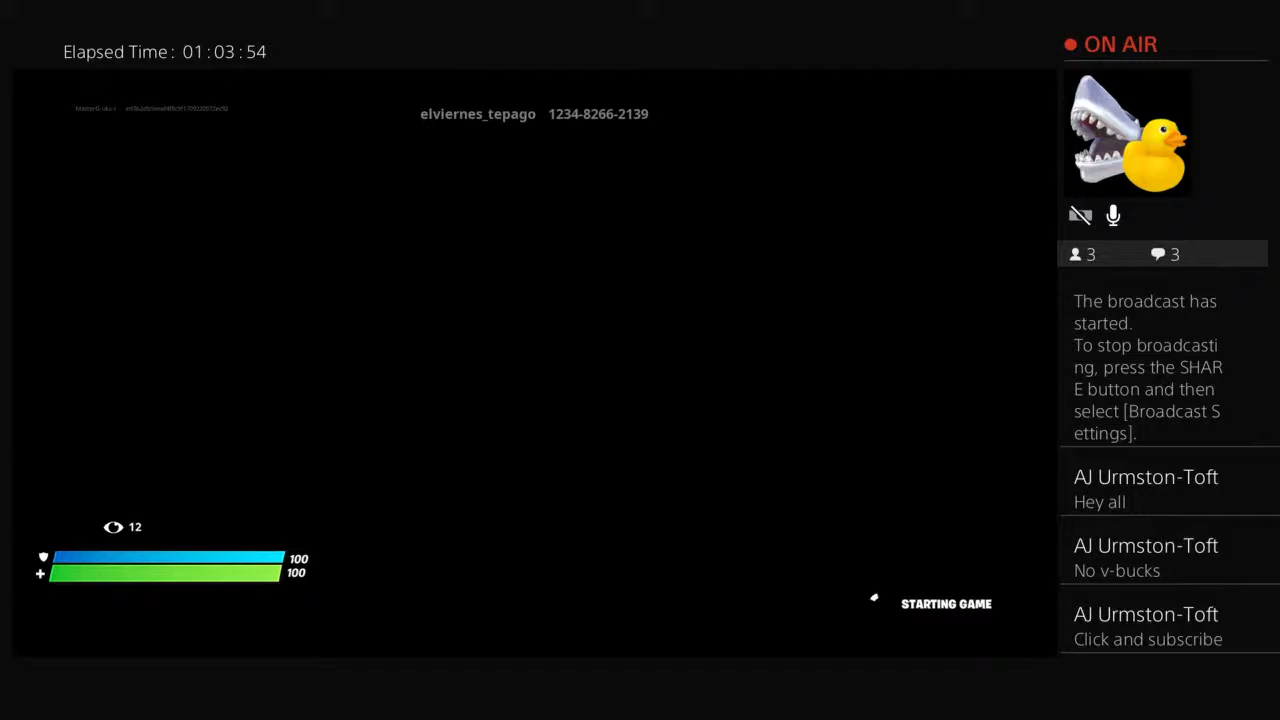 Elapsed Time: 01:03:54
ON AIR
elviernes_tepago 1234-8266-2139
3
3
The broadcast has
started.
To stop broadcasti
ng, press the SHAR
E button and then
select [Broadcast S
ettings].
AJ Urmston-Toft
Hey all
AJ Urmston-Toft
No v-bucks
AJ Urmston-Toft
Click and subscribe
12
100
100
STARTING GAME